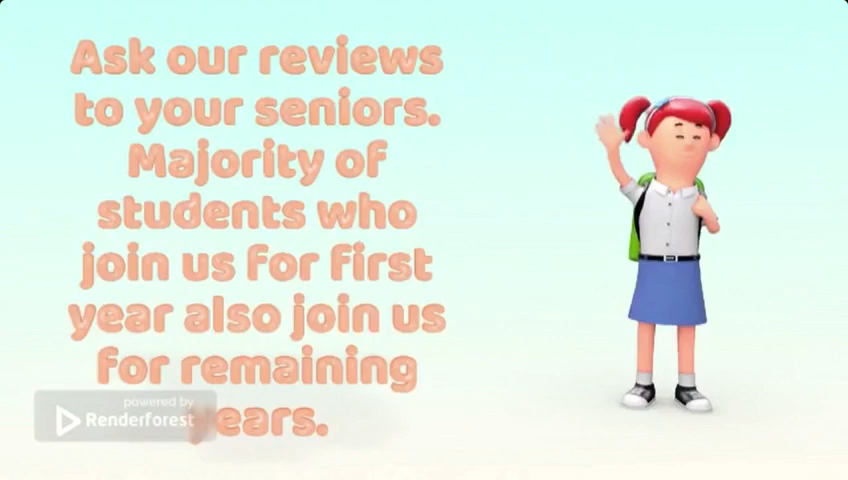 Ask our reviews
to your seniors.
Majority of
students who
join us for first
year also join us
for remaining
years.
powered by
Renderforest